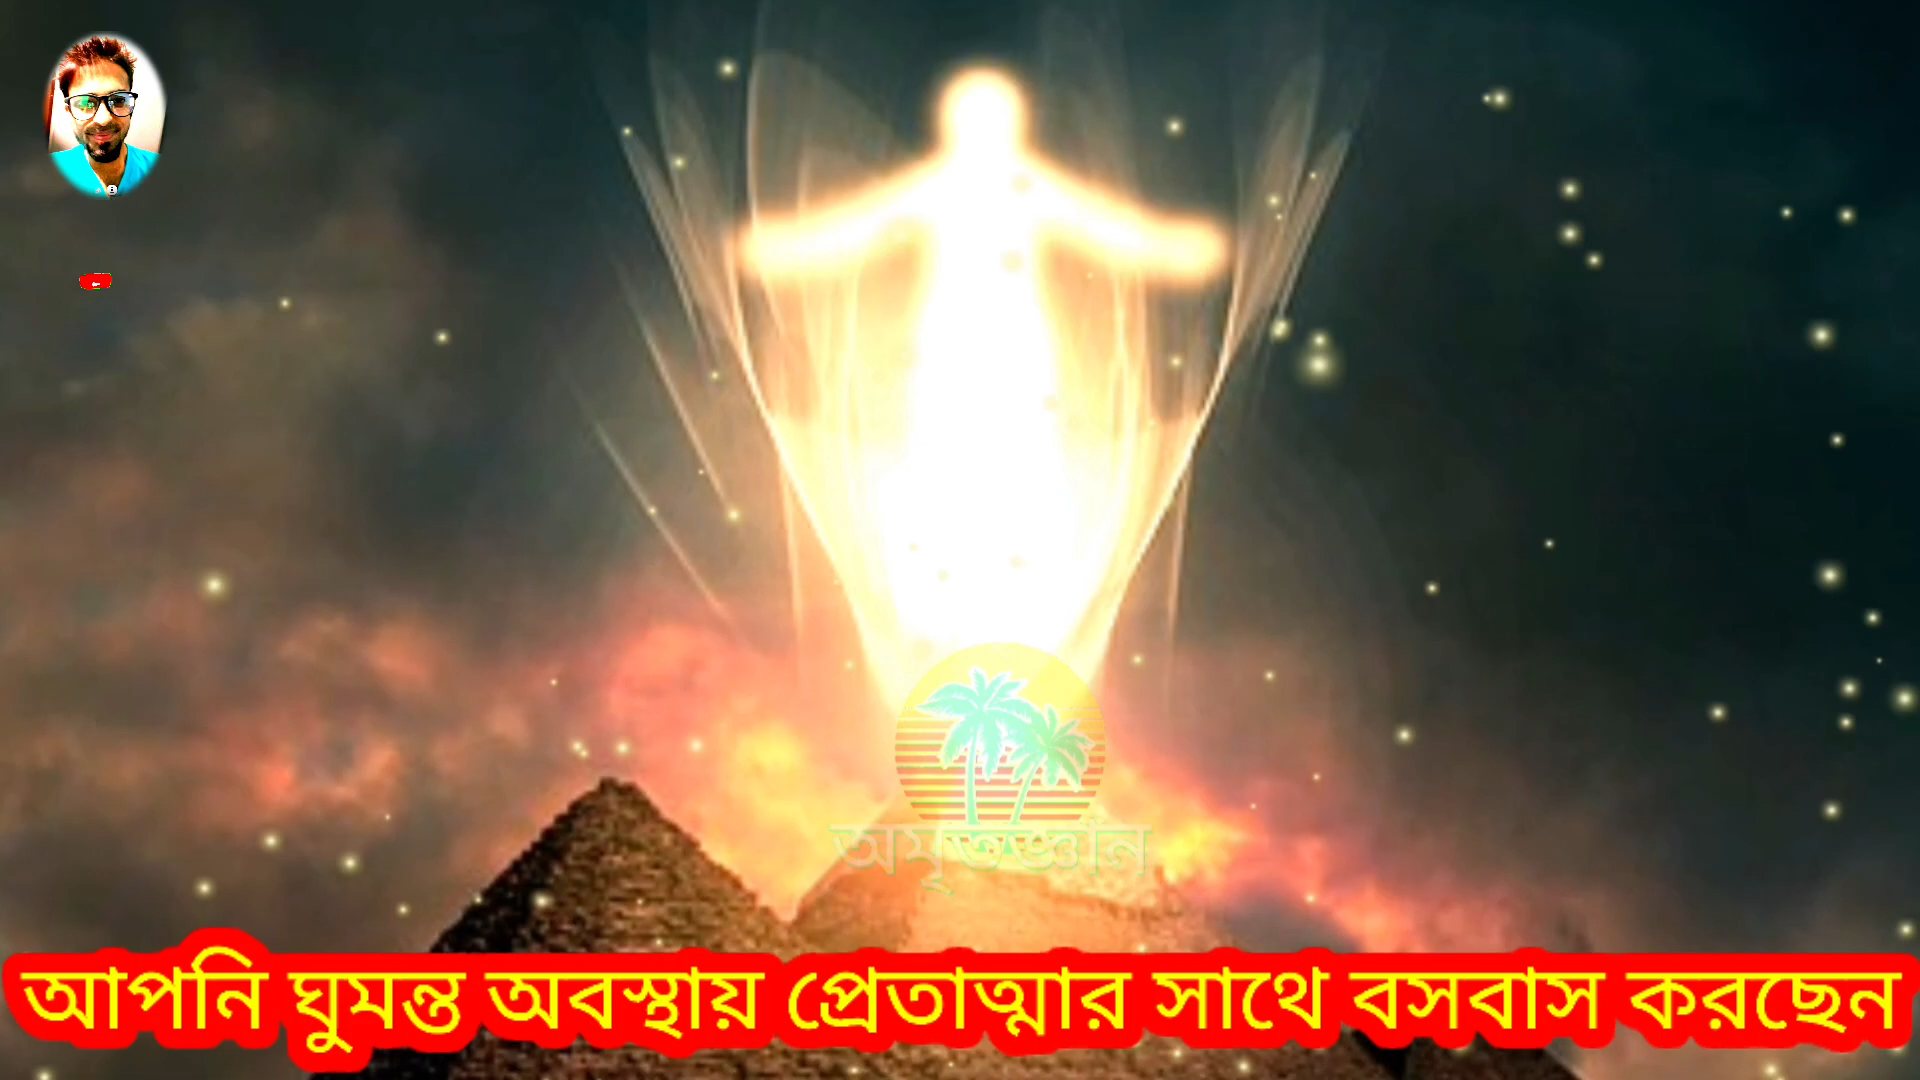 অমৃতজ্ঞান
আপনি ঘুমন্ত অবস্থায় প্রেতাত্মার সাথে বসবাস করছেন